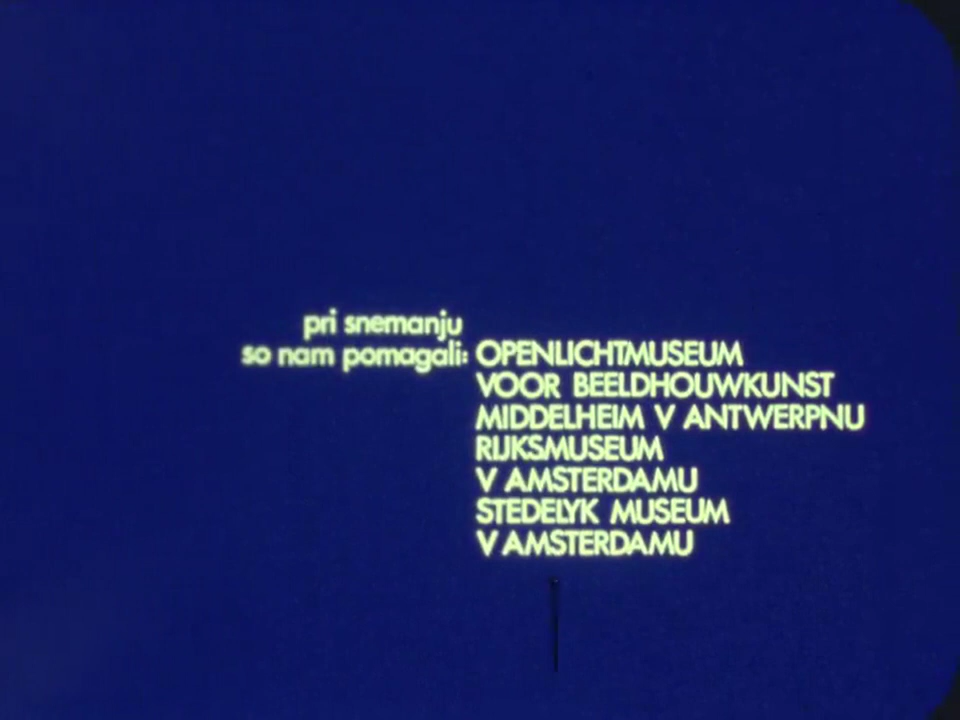 pri snemanju
so nam pomagali: OPENLICHTMUSEUM
VOOR BEELDHOUWKUNST
MIDDELHEIM V ANTWERPNU
RIJKSMUSEUM
V AMSTERDAMU
STEDELYK MUSEUM
V AMSTERDAMU